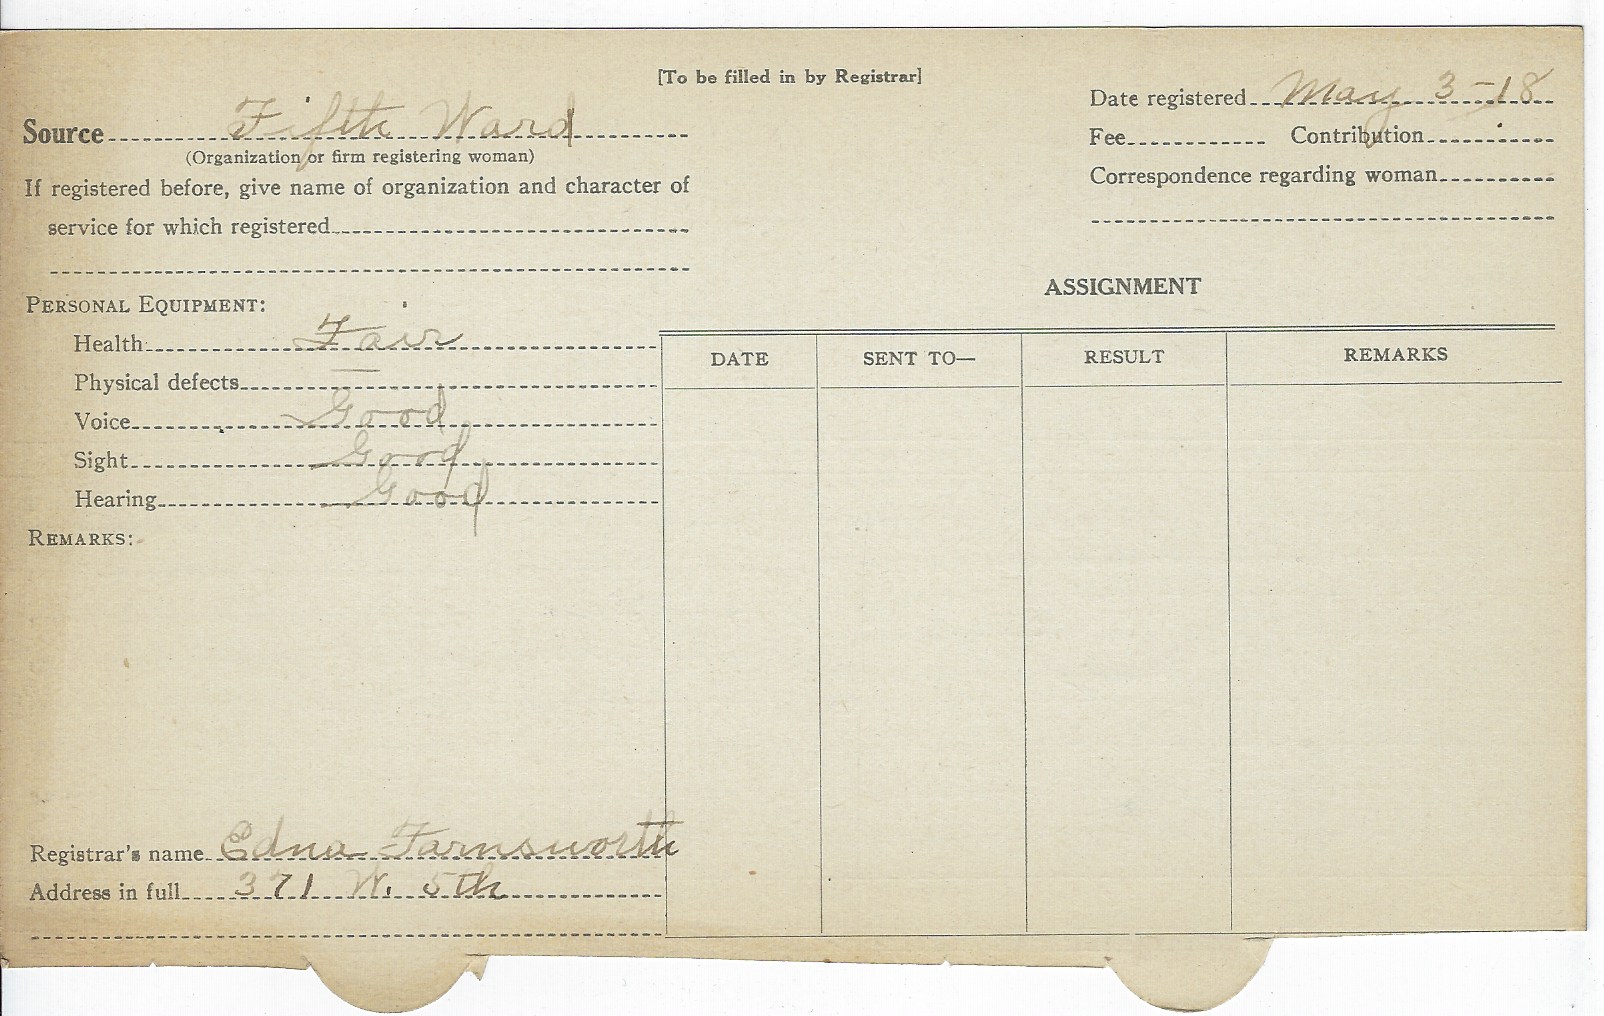 [To be filled in by Registrar]
Source Fifth Ward
(Organization or firm registering woman)
If registered before, give name of organization and character of
service for which registered
Date registered May 3-18
Fee Contribution
Correspondence regarding woman
PERSONAL EQUIPMENT:
Health Fair
Physical defects —
Voice Good
Sight Good
Hearing Good
REMARKS:
ASSIGNMENT
DATE SENT TO— RESULT REMARKS
Registrar's name Edna Farnsworth
Address in full 371 W. 5th